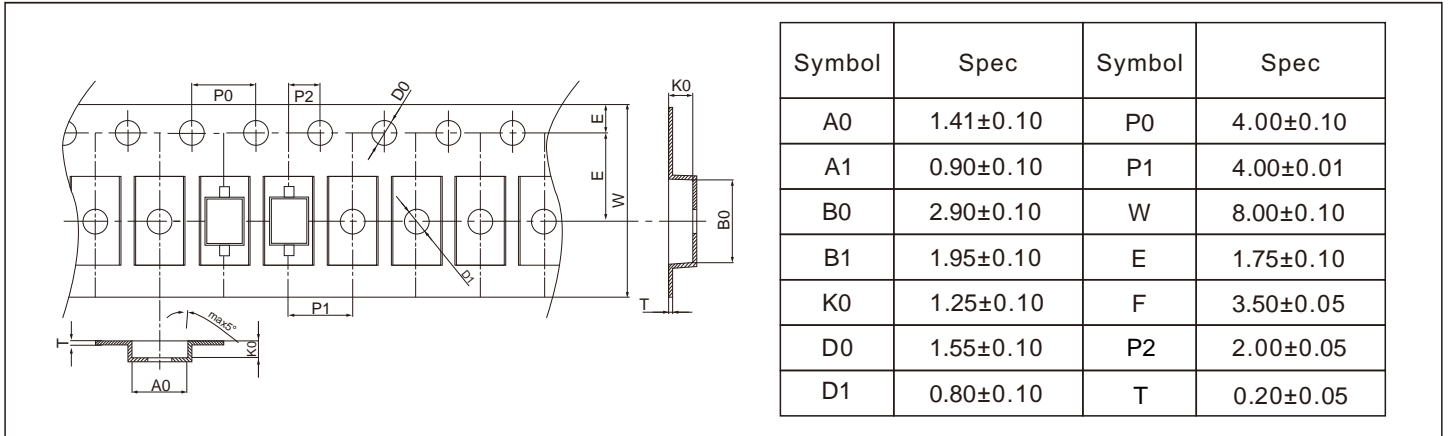 P0
P2
D0
E
E
W
D1
P1
max5°
T
K0
A0
K0
B0
T
Symbol Spec Symbol Spec
A0 1.41±0.10 P0 4.00±0.10
A1 0.90±0.10 P1 4.00±0.01
B0 2.90±0.10 W 8.00±0.10
B1 1.95±0.10 E 1.75±0.10
K0 1.25±0.10 F 3.50±0.05
D0 1.55±0.10 P2 2.00±0.05
D1 0.80±0.10 T 0.20±0.05